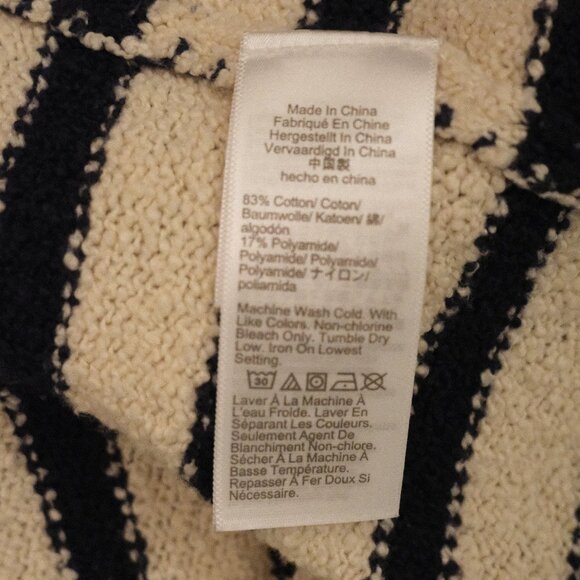 Made In China
Fabriqué En Chine
Hergestellt In China
Vervaardigd In China
中国製
hecho en china
83% Cotton/ Coton/
Baumwolle/ Katoen/ 綿/
algodón
17% Polyamide/
Polyamide/ Polyamid/
Polyamide/ ナイロン/
poliamida
Machine Wash Cold. With
Like Colors. Non-chlorine
Bleach Only. Tumble Dry
Low. Iron On Lowest
Setting.
30
Laver À La Machine À
L'eau Froide. Laver En
Séparant Les Couleurs.
Seulement Agent De
Blanchiment Non-chlore.
Sécher À La Machine À
Basse Température.
Repasser À Fer Doux Si
Nécessaire.